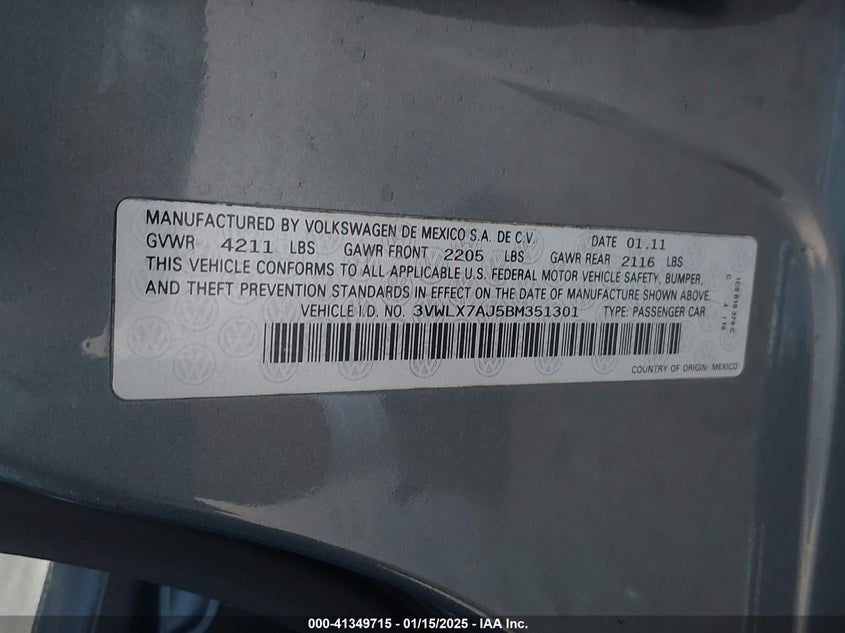 MANUFACTURED BY VOLKSWAGEN DE MEXICO S.A. DE C.V. DATE 01.11
GVWR 4211 LBS GAWR FRONT 2205 LBS GAWR REAR 2116 LBS
THIS VEHICLE CONFORMS TO ALL APPLICABLE U.S. FEDERAL MOTOR VEHICLE SAFETY, BUMPER,
AND THEFT PREVENTION STANDARDS IN EFFECT ON THE DATE OF MANUFACTURE SHOWN ABOVE.
VEHICLE I.D. NO. 3VWLX7AJ5BM351301 TYPE: PASSENGER CAR
COUNTRY OF ORIGIN: MEXICO
000-41349715 - 01/15/2025 - IAA Inc.